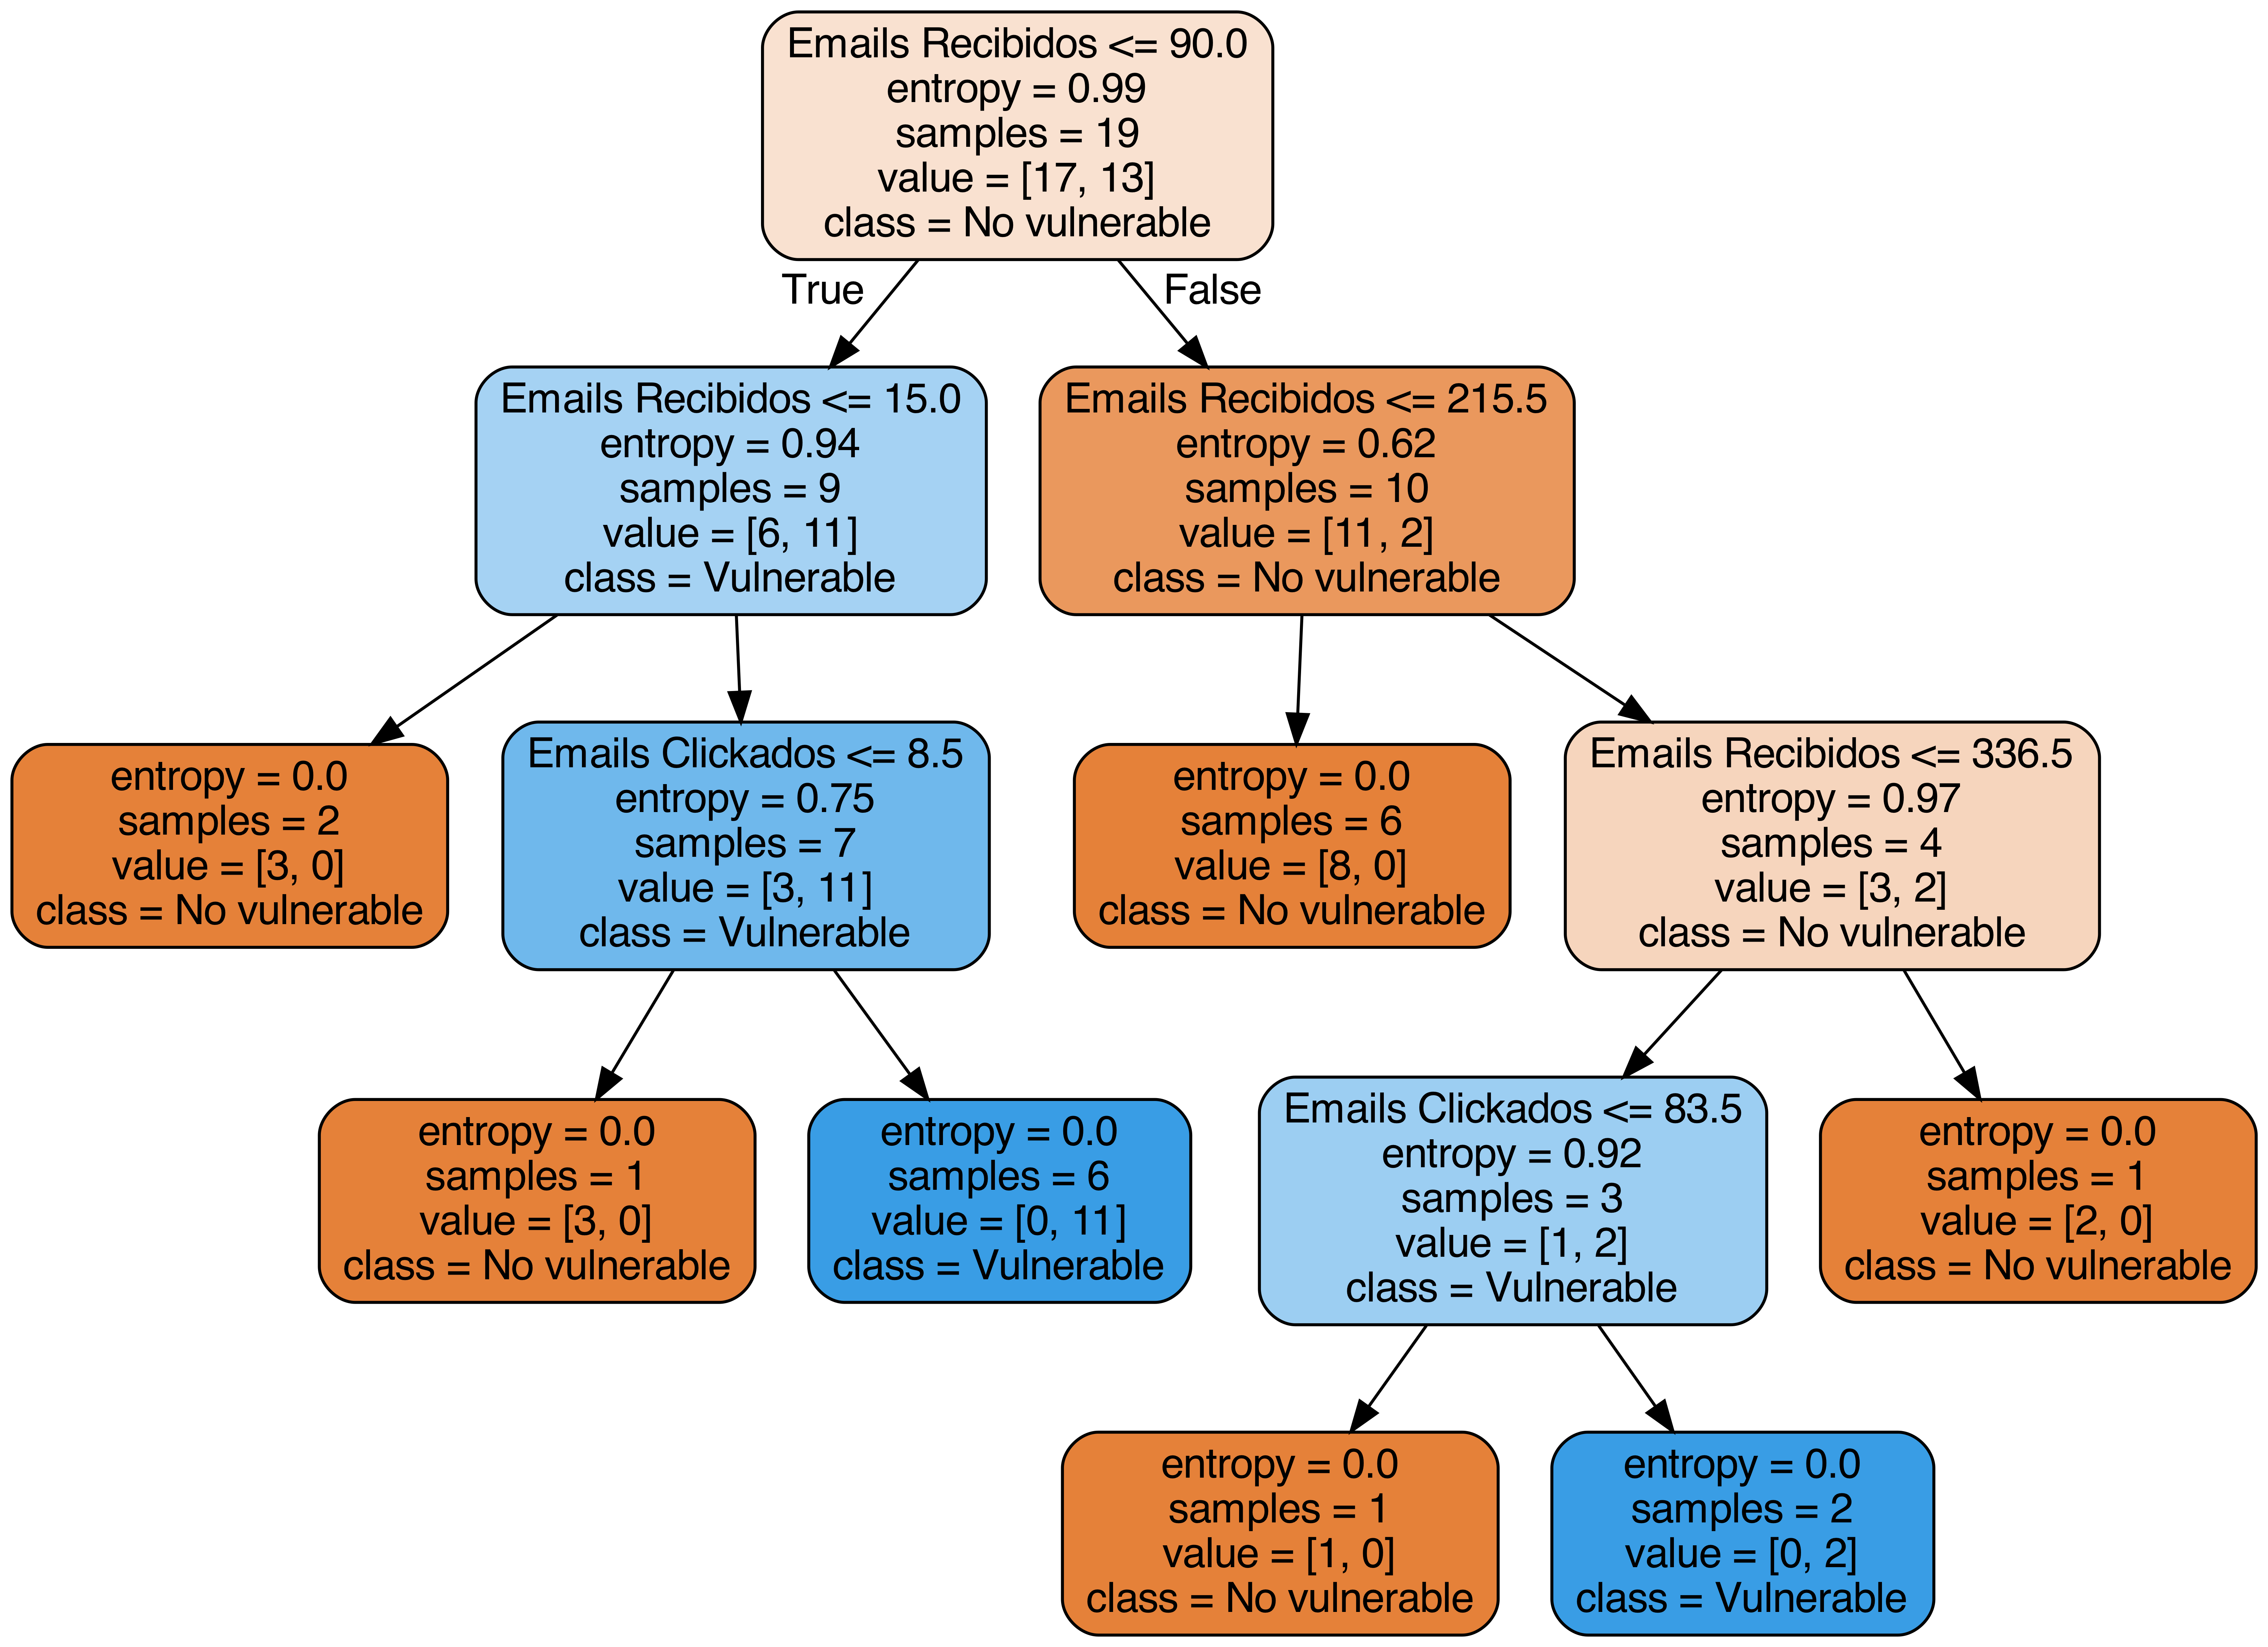 Emails Recibidos <= 90.0
entropy = 0.99
samples = 19
value = [17, 13]
class = No vulnerable
True
False
Emails Recibidos <= 15.0
entropy = 0.94
samples = 9
value = [6, 11]
class = Vulnerable
Emails Recibidos <= 215.5
entropy = 0.62
samples = 10
value = [11, 2]
class = No vulnerable
entropy = 0.0
samples = 2
value = [3, 0]
class = No vulnerable
Emails Clickados <= 8.5
entropy = 0.75
samples = 7
value = [3, 11]
class = Vulnerable
entropy = 0.0
samples = 6
value = [8, 0]
class = No vulnerable
Emails Recibidos <= 336.5
entropy = 0.97
samples = 4
value = [3, 2]
class = No vulnerable
entropy = 0.0
samples = 1
value = [3, 0]
class = No vulnerable
entropy = 0.0
samples = 6
value = [0, 11]
class = Vulnerable
Emails Clickados <= 83.5
entropy = 0.92
samples = 3
value = [1, 2]
class = Vulnerable
entropy = 0.0
samples = 1
value = [2, 0]
class = No vulnerable
entropy = 0.0
samples = 1
value = [1, 0]
class = No vulnerable
entropy = 0.0
samples = 2
value = [0, 2]
class = Vulnerable